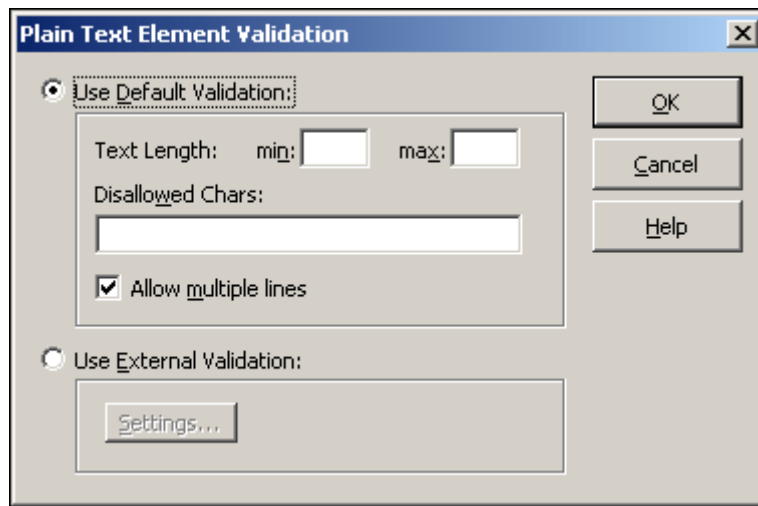 Plain Text Element Validation
Use Default Validation:
OK
Text Length: min: max:
Cancel
Disallowed Chars:
Help
Allow multiple lines
Use External Validation:
Settings...